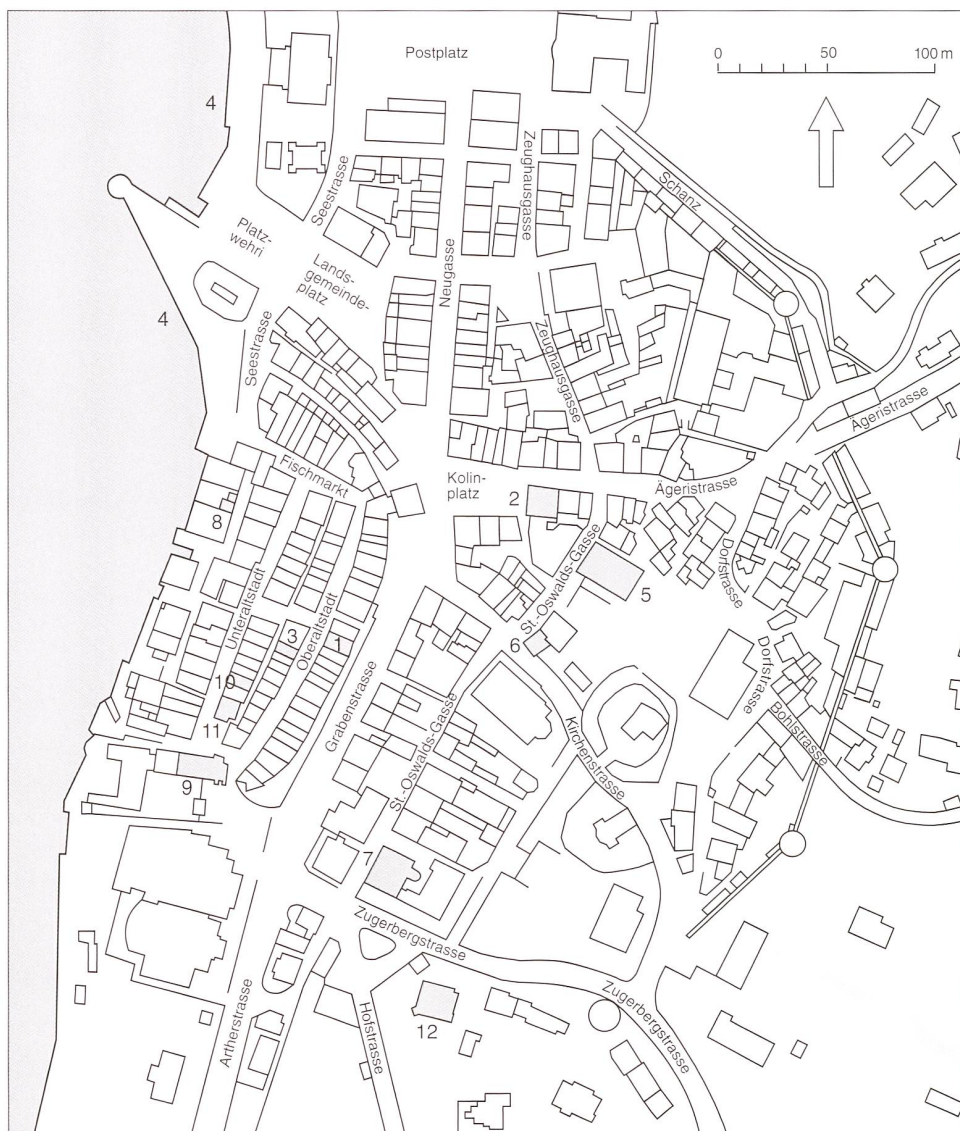 Postplatz
0 50 100 m
4
Zeughausgasse
Schanz
Seestrasse
Platz-
wehri
Lands-
gemeinde-
platz
Neugasse
4
Seestrasse
Zeughausgasse
Ägeristrasse
Fischmarkt
Kolin-
platz
2
Ägeristrasse
8
St.-Oswalds-Gasse
Dorfstrasse
5
Unteraltstadt
Oberaltstadt
3
1
6
Dorfstrasse
10
Grabenstrasse
St.-Oswalds-Gasse
Kirchenstrasse
Bohlstrasse
11
9
7
Zugerbergstrasse
Zugerbergstrasse
Artherstrasse
Hofstrasse
12